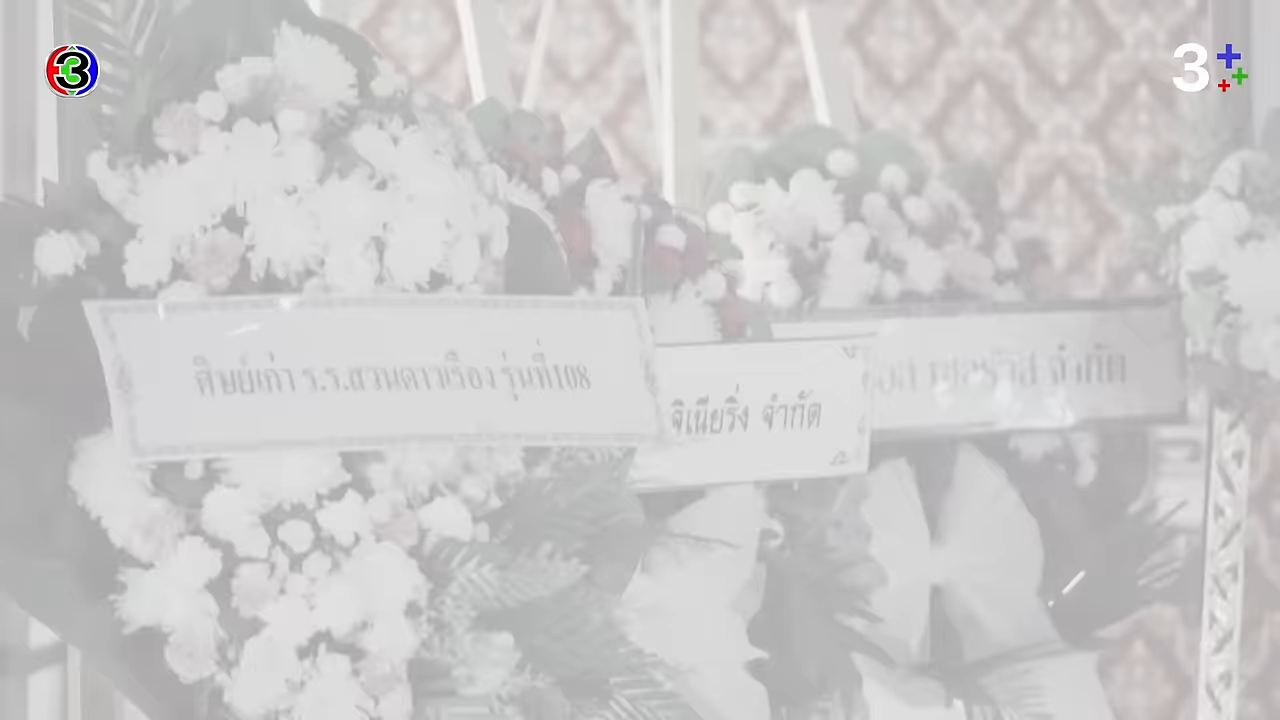 3
3
ศิษย์เก่า ร.ร.สวนดาวเรือง รุ่นที่108
จิเนียริ่ง จำกัด
จำกัด